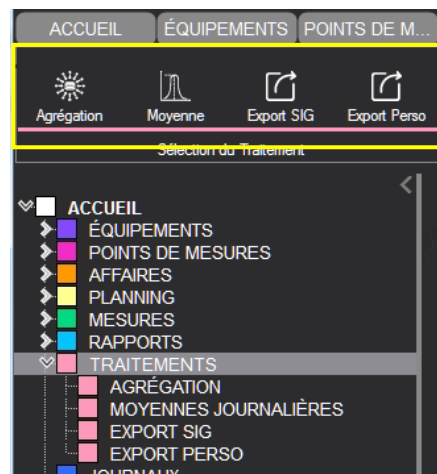 ACCUEIL ÉQUIPEMENTS POINTS DE M...
Agrégation Moyenne Export SIG Export Perso
Sélection du Traitement
ACCUEIL
ÉQUIPEMENTS
POINTS DE MESURES
AFFAIRES
PLANNING
MESURES
RAPPORTS
TRAITEMENTS
AGRÉGATION
MOYENNES JOURNALIÈRES
EXPORT SIG
EXPORT PERSO
JOURNAUX